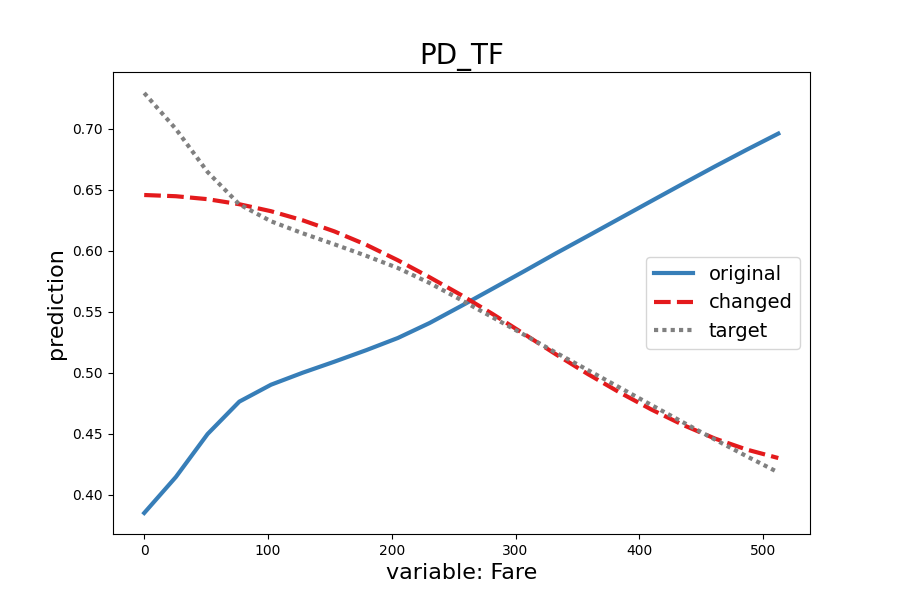 PD_TF
prediction
0.70
0.65
0.60
0.55
0.50
0.45
0.40
original
changed
target
0 100 200 300 400 500
variable: Fare